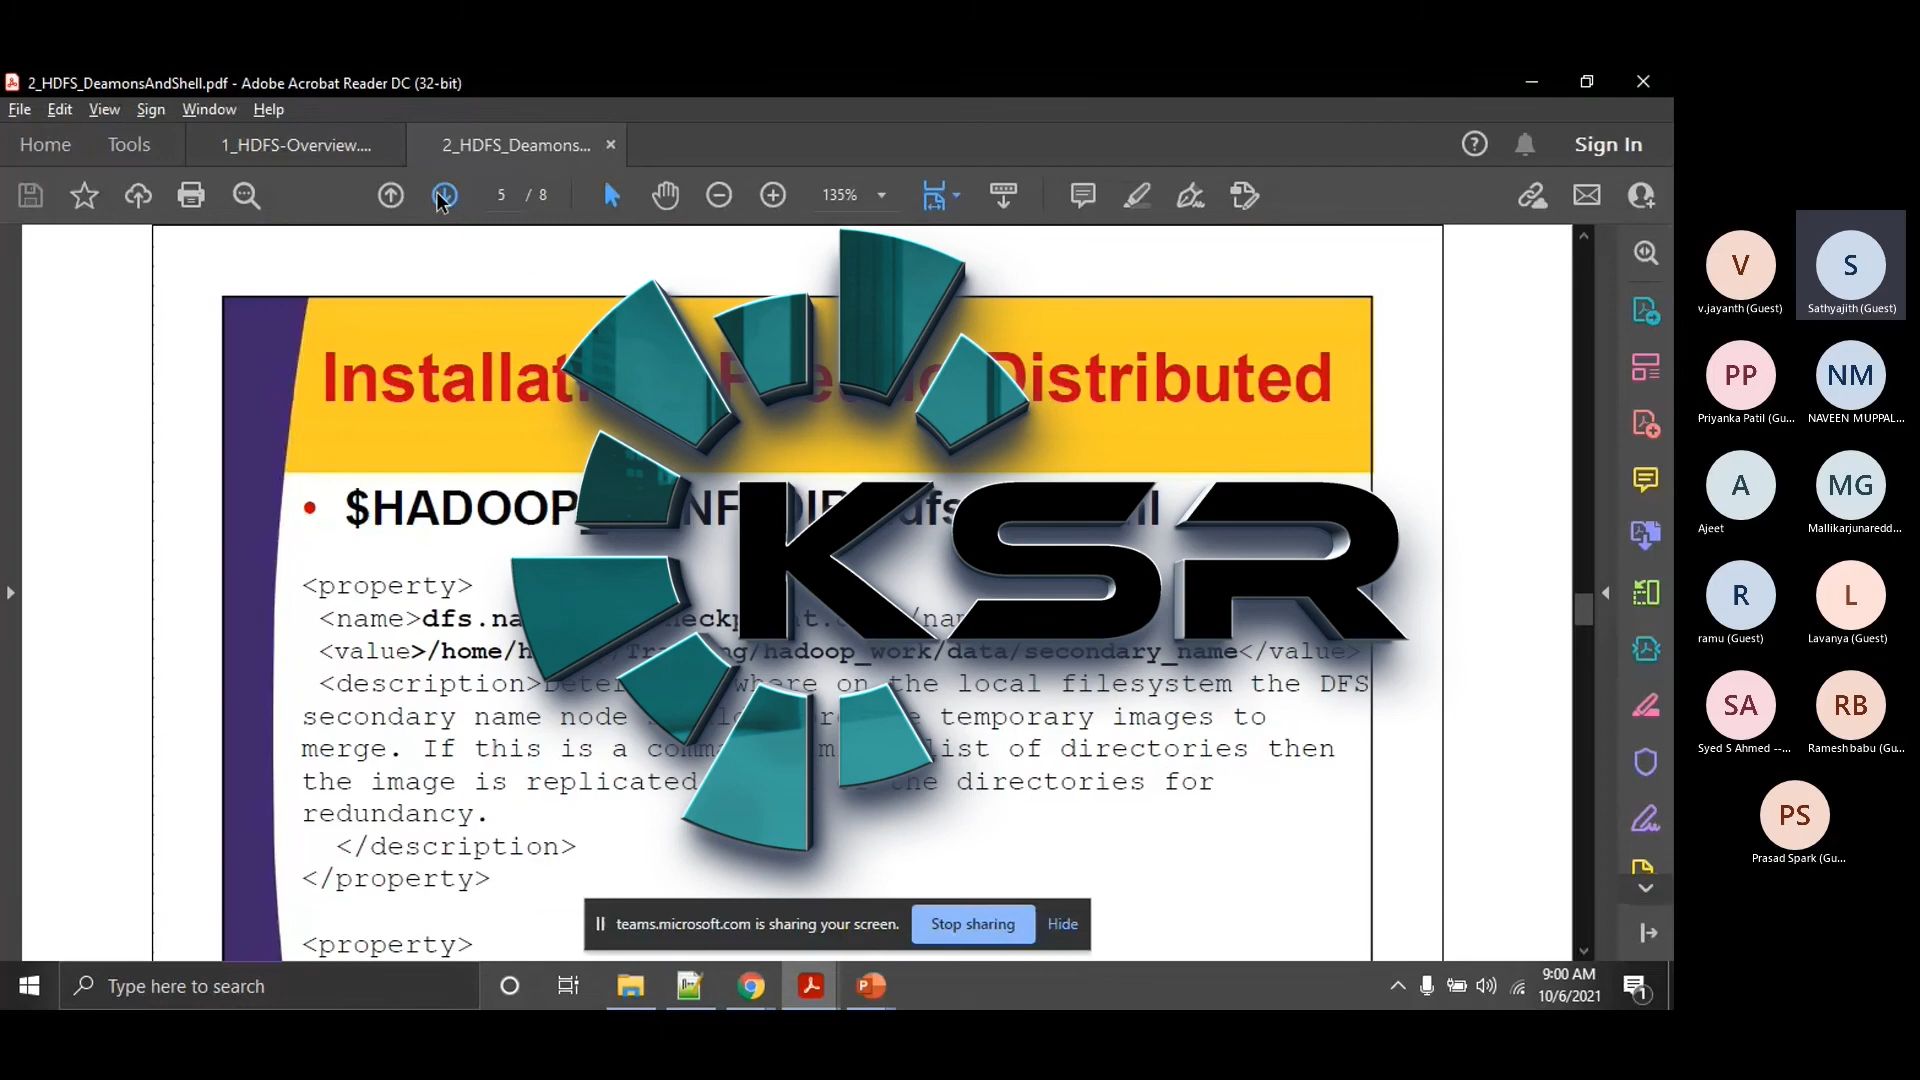 2_HDFS_DeamonsAndShell.pdf - Adobe Acrobat Reader DC (32-bit)
File Edit View Sign Window Help
Home Tools 1_HDFS-Overview.... 2_HDFS_Deamons... × Sign In
5 / 8 135%
Distributed
KSR
<property>
<name>
<value>/home/ /hadoop_work/data/secondary_name</value>
<description> where on the local filesystem the DFS
secondary name node temporary images to
merge. If this is a list of directories then
the image is replicated the directories for
redundancy.
</description>
</property>
<property>
teams.microsoft.com is sharing your screen. Stop sharing Hide
Type here to search
9:00 AM
10/6/2021
1
V S
v.jayanth (Guest) Sathyajith (Guest)
PP NM
Priyanka Patil (Gu... NAVEEN MUPPAL...
A MG
Ajeet Mallikarjunaredd...
R L
ramu (Guest) Lavanya (Guest)
SA RB
Syed S Ahmed --... Rameshbabu (Gu...
PS
Prasad Spark (Gu...